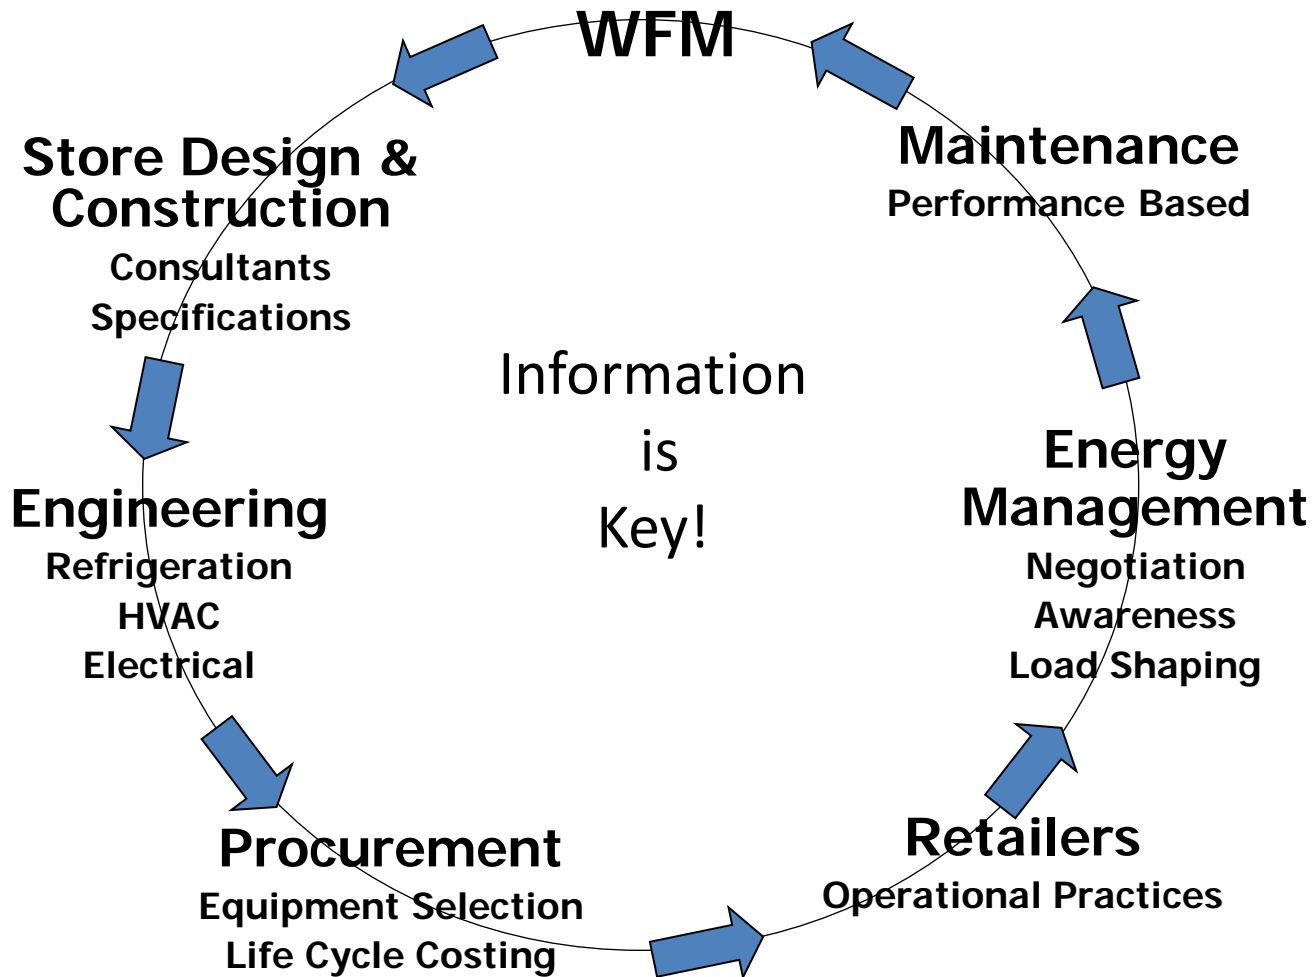 WFM
Store Design &
Construction
Consultants
Specifications
Engineering
Refrigeration
HVAC
Electrical
Procurement
Equipment Selection
Life Cycle Costing
Retailers
Operational Practices
Energy
Management
Negotiation
Awareness
Load Shaping
Maintenance
Performance Based
Information
is
Key!